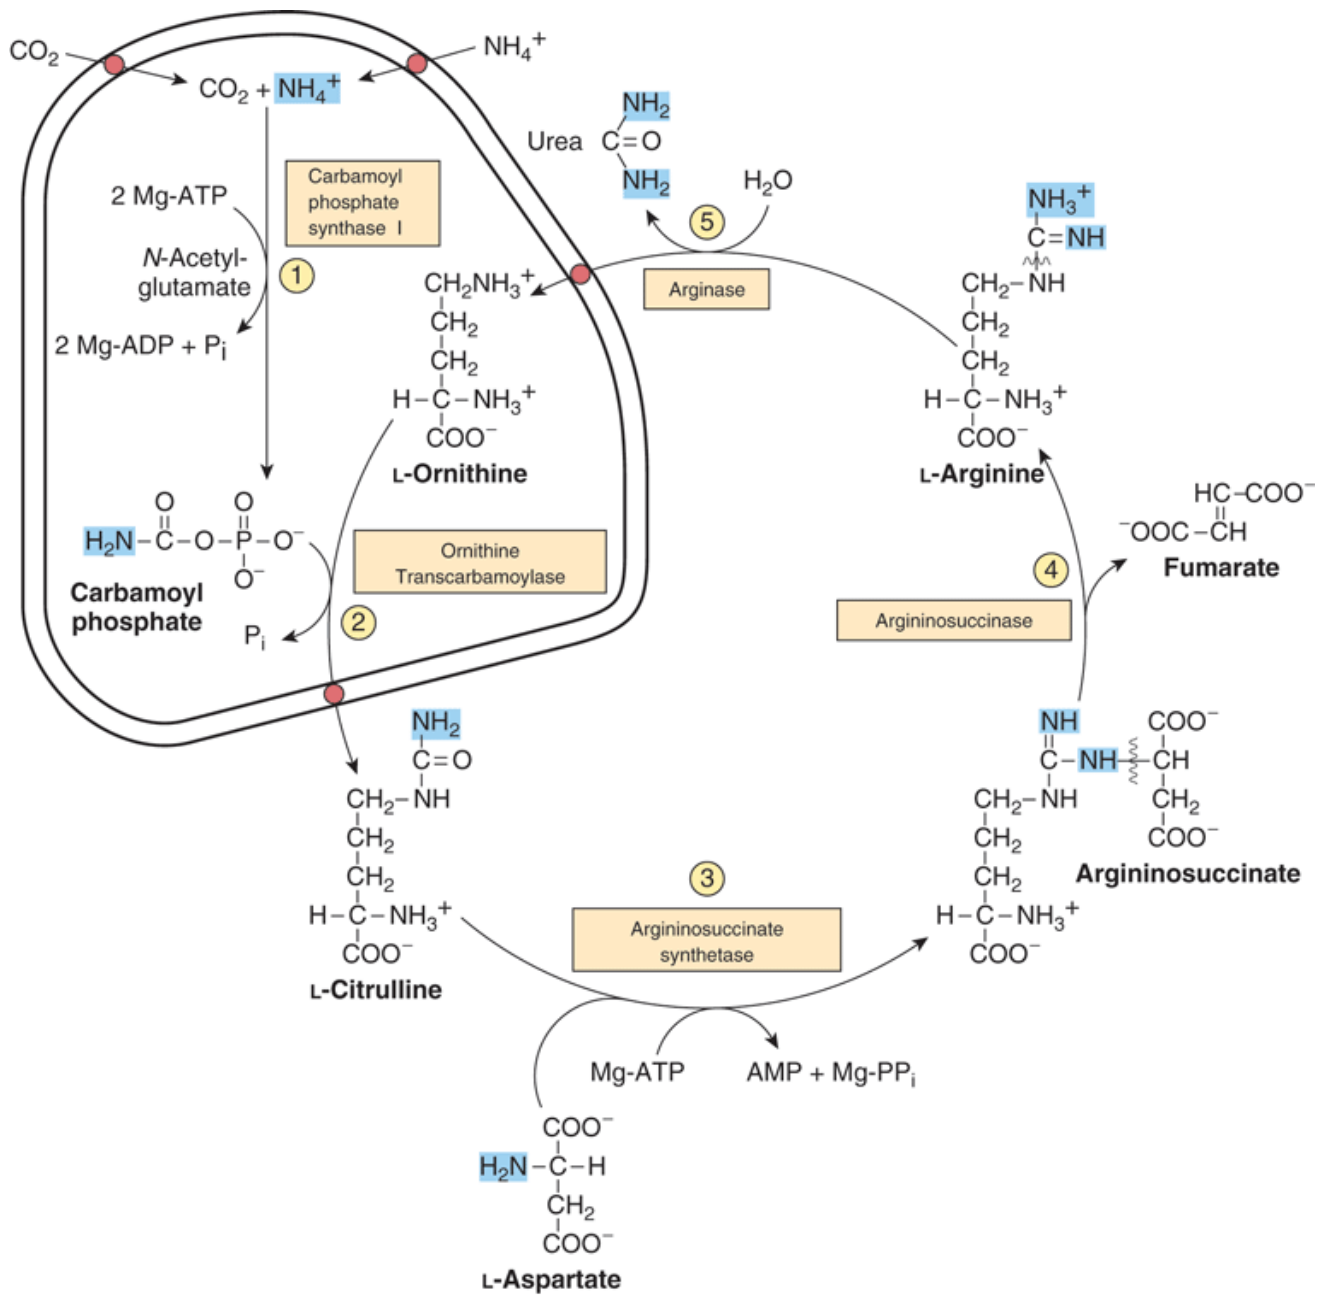 CO₂
NH₄⁺
CO₂ + NH₄⁺
2 Mg-ATP
Carbamoyl
phosphate
synthase I
N-Acetyl-
glutamate
1
2 Mg-ADP + Pᵢ
Urea
NH₂
C=O
NH₂
H₂O
5
Arginase
CH₂NH₃⁺
CH₂
CH₂
H–C–NH₃⁺
COO⁻
L-Ornithine
NH₃⁺
C=NH
CH₂–NH
CH₂
CH₂
H–C–NH₃⁺
COO⁻
L-Arginine
O O
H₂N–C–O–P–O⁻
O⁻
Carbamoyl
phosphate
Ornithine
Transcarbamoylase
2
Pᵢ
HC–COO⁻
⁻OOC–CH
Fumarate
4
Argininosuccinase
NH₂
C=O
CH₂–NH
CH₂
CH₂
H–C–NH₃⁺
COO⁻
L-Citrulline
3
Argininosuccinate
synthetase
NH COO⁻
C–NH–CH
CH₂–NH CH₂
CH₂ COO⁻
CH₂
Argininosuccinate
H–C–NH₃⁺
COO⁻
Mg-ATP
AMP + Mg-PPᵢ
COO⁻
H₂N–C–H
CH₂
COO⁻
L-Aspartate